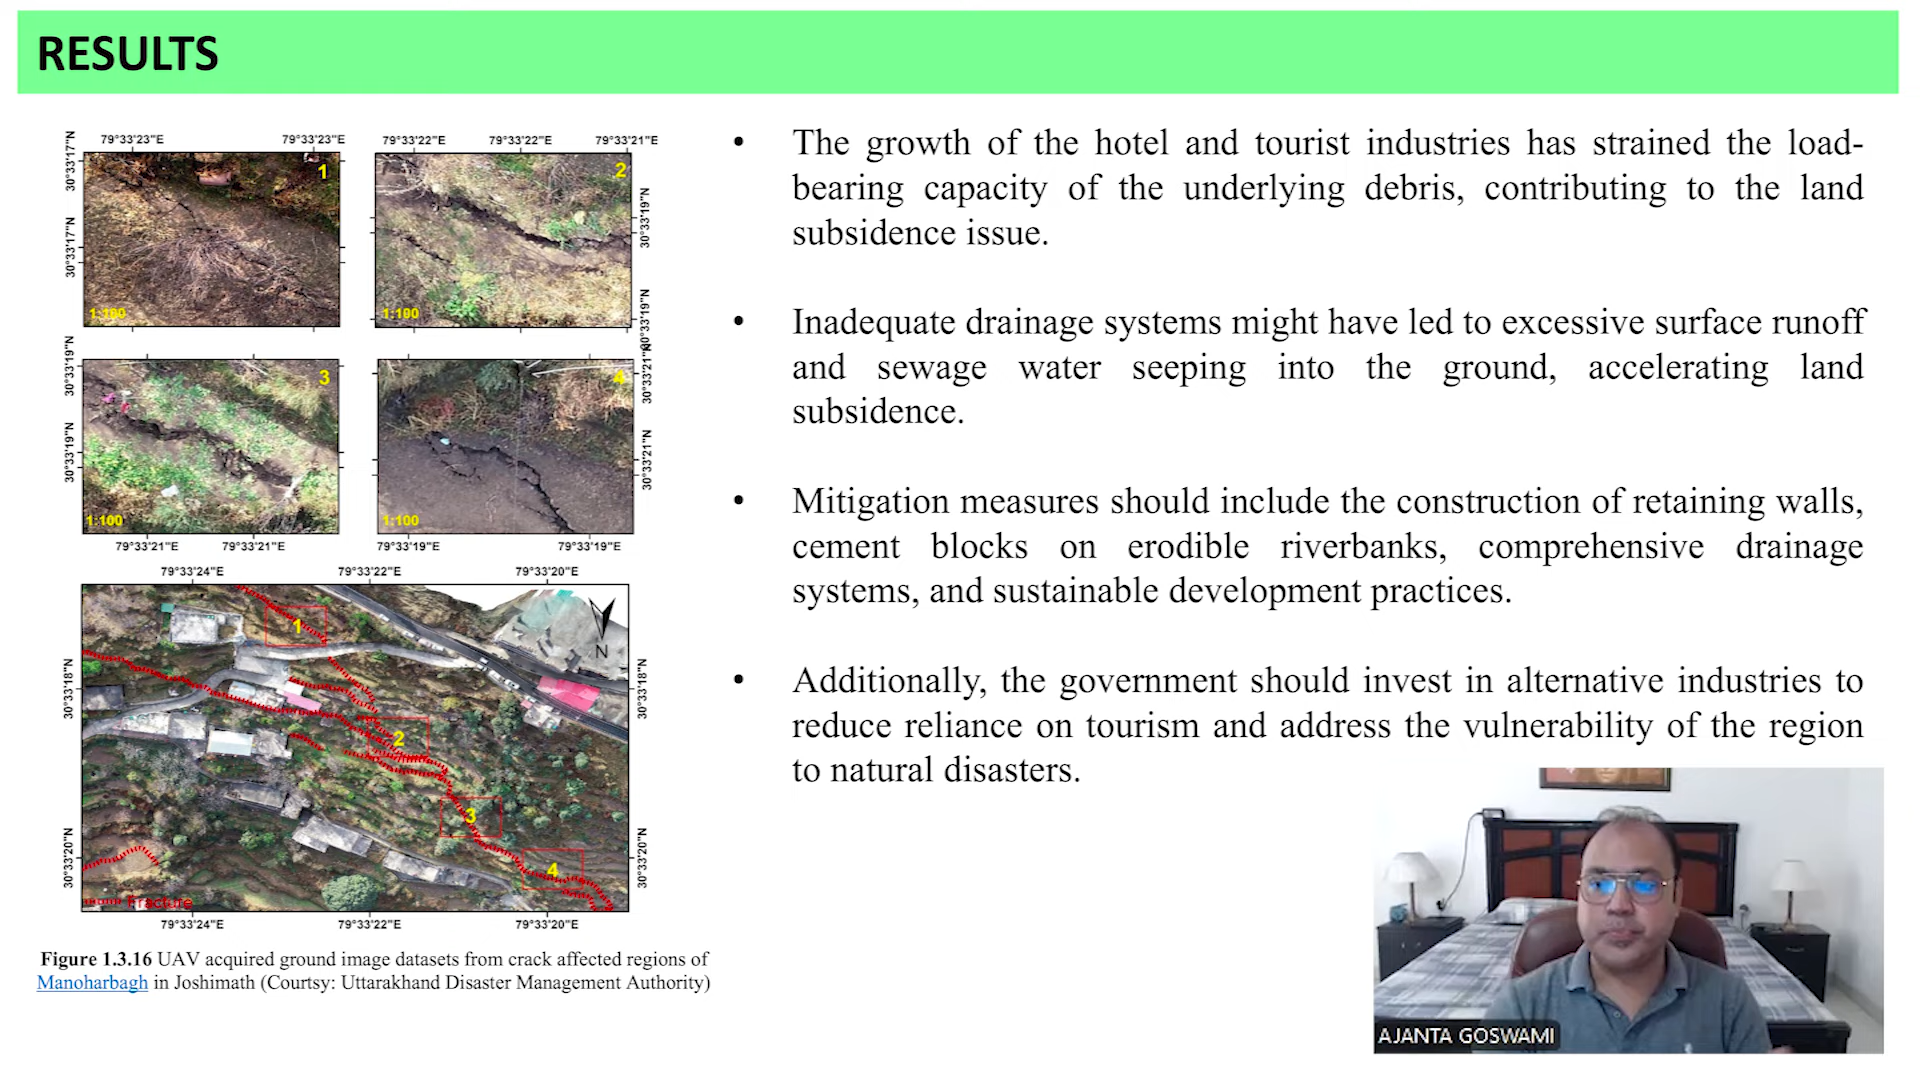 RESULTS
79°33'23"E 79°33'23"E
79°33'22"E 79°33'22"E 79°33'21"E
30°33'17"N
30°33'17"N
1
1:100
2
1:100
30°33'19"N
30°33'19"N
30°33'19"N
30°33'19"N
3
1:100
4
1:100
30°33'21"N
30°33'21"N
79°33'21"E 79°33'21"E
79°33'19"E 79°33'19"E
79°33'24"E 79°33'22"E 79°33'20"E
30°33'18"N
30°33'20"N
1
2
3
4
N
Fracture
30°33'18"N
30°33'20"N
79°33'24"E 79°33'22"E 79°33'20"E
Figure 1.3.16 UAV acquired ground image datasets from crack affected regions of
Manoharbagh in Joshimath (Courtsy: Uttarakhand Disaster Management Authority)
• The growth of the hotel and tourist industries has strained the load-
bearing capacity of the underlying debris, contributing to the land
subsidence issue.
• Inadequate drainage systems might have led to excessive surface runoff
and sewage water seeping into the ground, accelerating land
subsidence.
• Mitigation measures should include the construction of retaining walls,
cement blocks on erodible riverbanks, comprehensive drainage
systems, and sustainable development practices.
• Additionally, the government should invest in alternative industries to
reduce reliance on tourism and address the vulnerability of the region
to natural disasters.
AJANTA GOSWAMI